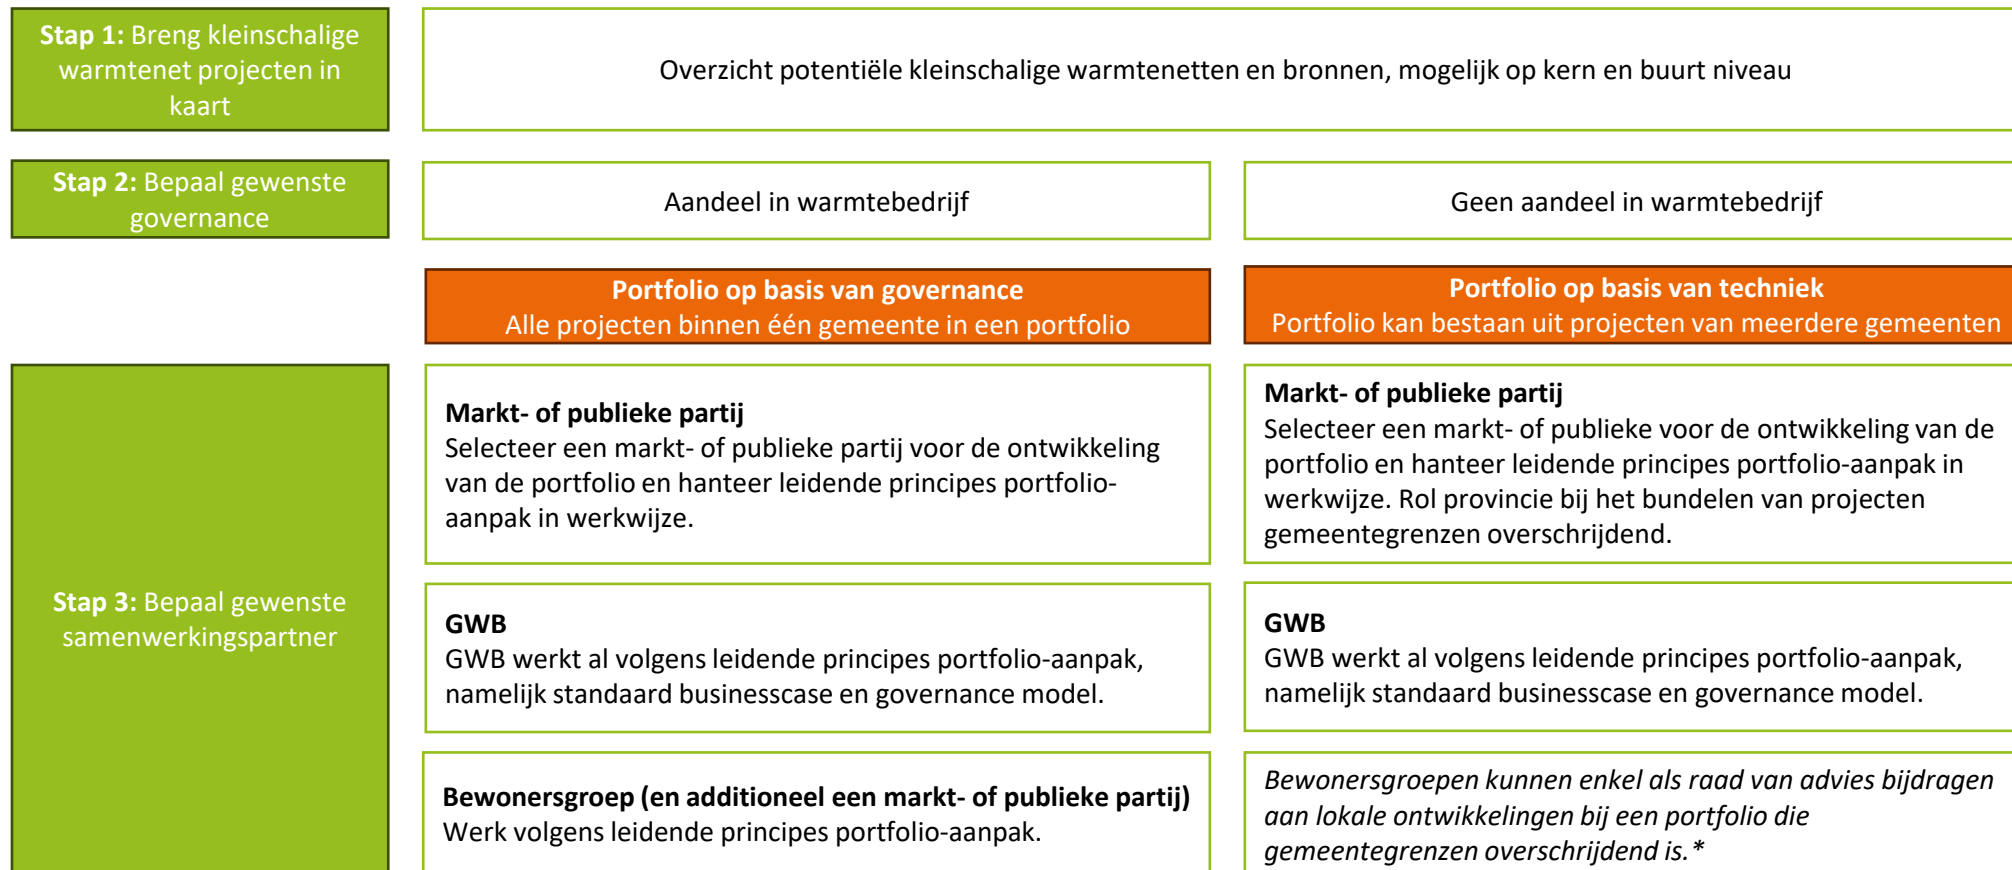 Stap 1: Breng kleinschalige
warmtenet projecten in
kaart
Overzicht potentiële kleinschalige warmtenetten en bronnen, mogelijk op kern en buurt niveau
Stap 2: Bepaal gewenste
governance
Aandeel in warmtebedrijf
Geen aandeel in warmtebedrijf
Portfolio op basis van governance
Alle projecten binnen één gemeente in een portfolio
Portfolio op basis van techniek
Portfolio kan bestaan uit projecten van meerdere gemeenten
Stap 3: Bepaal gewenste
samenwerkingspartner
Markt- of publieke partij
Selecteer een markt- of publieke partij voor de ontwikkeling
van de portfolio en hanteer leidende principes portfolio-
aanpak in werkwijze.
Markt- of publieke partij
Selecteer een markt- of publieke voor de ontwikkeling van de
portfolio en hanteer leidende principes portfolio-aanpak in
werkwijze. Rol provincie bij het bundelen van projecten
gemeentegrenzen overschrijdend.
GWB
GWB werkt al volgens leidende principes portfolio-aanpak,
namelijk standaard businesscase en governance model.
GWB
GWB werkt al volgens leidende principes portfolio-aanpak,
namelijk standaard businesscase en governance model.
Bewonersgroep (en additioneel een markt- of publieke partij)
Werk volgens leidende principes portfolio-aanpak.
Bewonersgroepen kunnen enkel als raad van advies bijdragen
aan lokale ontwikkelingen bij een portfolio die
gemeentegrenzen overschrijdend is.*